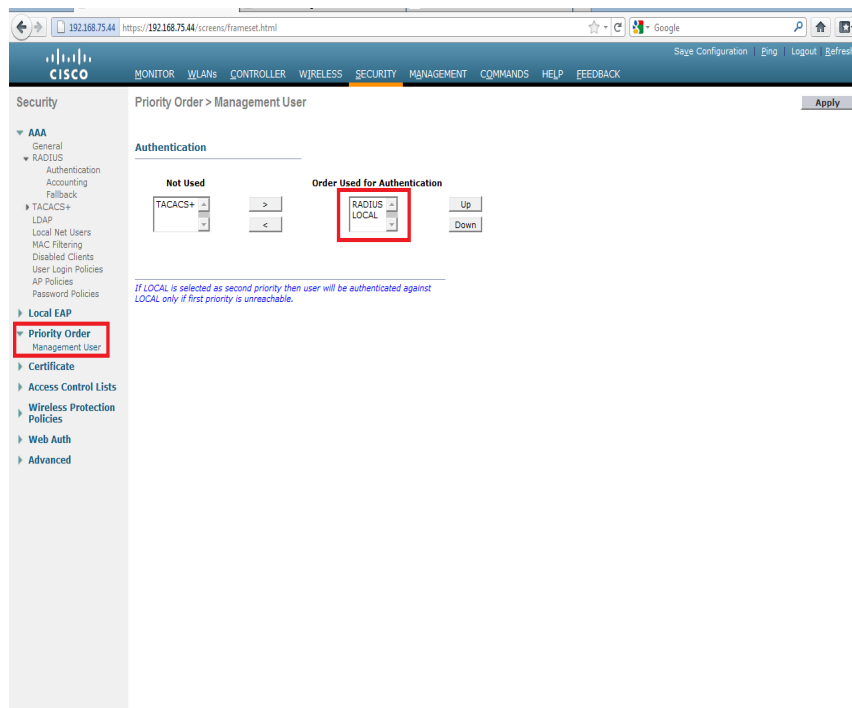 192.168.75.44 https://192.168.75.44/screens/frameset.html Google
Save Configuration | Ping | Logout | Refresh
CISCO MONITOR WLANs CONTROLLER WIRELESS SECURITY MANAGEMENT COMMANDS HELP FEEDBACK
Security
Priority Order > Management User
Apply
AAA
General
RADIUS
Authentication
Accounting
Fallback
TACACS+
LDAP
Local Net Users
MAC Filtering
Disabled Clients
User Login Policies
AP Policies
Password Policies
Local EAP
Priority Order
Management User
Certificate
Access Control Lists
Wireless Protection
Policies
Web Auth
Advanced
Authentication
Not Used Order Used for Authentication
TACACS+ > RADIUS Up
< LOCAL Down
If LOCAL is selected as second priority then user will be authenticated against
LOCAL only if first priority is unreachable.